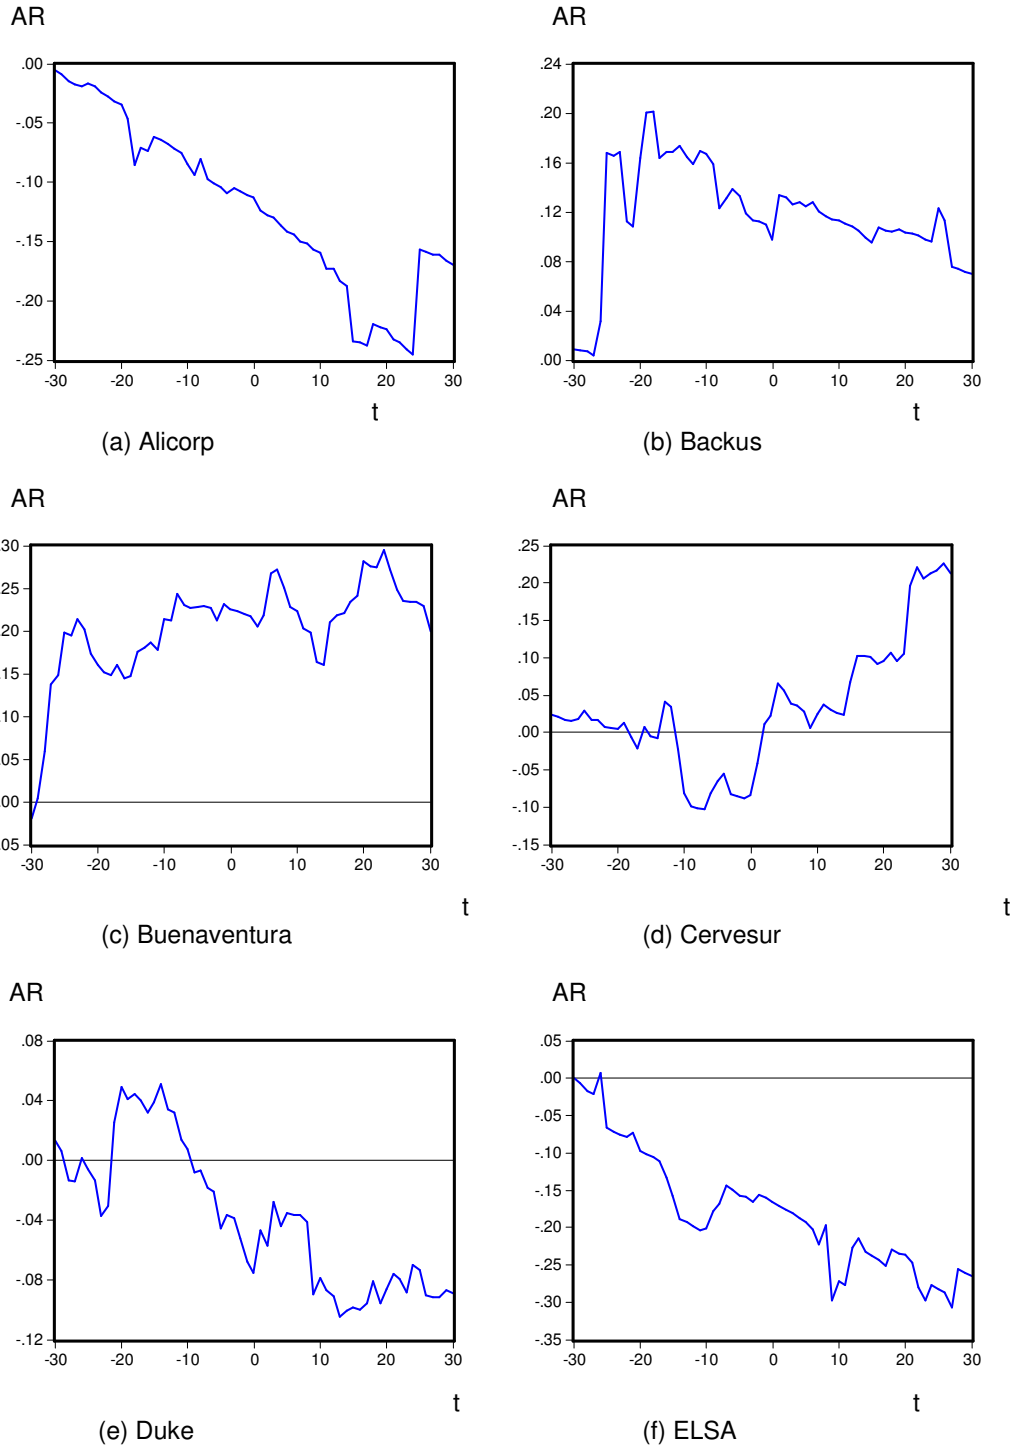 AR AR
.00
-.05
-.10
-.15
-.20
-.25
-30 -20 -10 0 10 20 30
t
(a) Alicorp
.24
.20
.16
.12
.08
.04
.00
-30 -20 -10 0 10 20 30
t
(b) Backus
AR AR
.30
.25
.20
.15
.10
.05
.00
.05
-30 -20 -10 0 10 20 30
t
(c) Buenaventura
.25
.20
.15
.10
.05
.00
-.05
-.10
-.15
-30 -20 -10 0 10 20 30
t
(d) Cervesur
AR AR
.08
.04
.00
-.04
-.08
-.12
-30 -20 -10 0 10 20 30
t
(e) Duke
.05
.00
-.05
-.10
-.15
-.20
-.25
-.30
-.35
-30 -20 -10 0 10 20 30
t
(f) ELSA